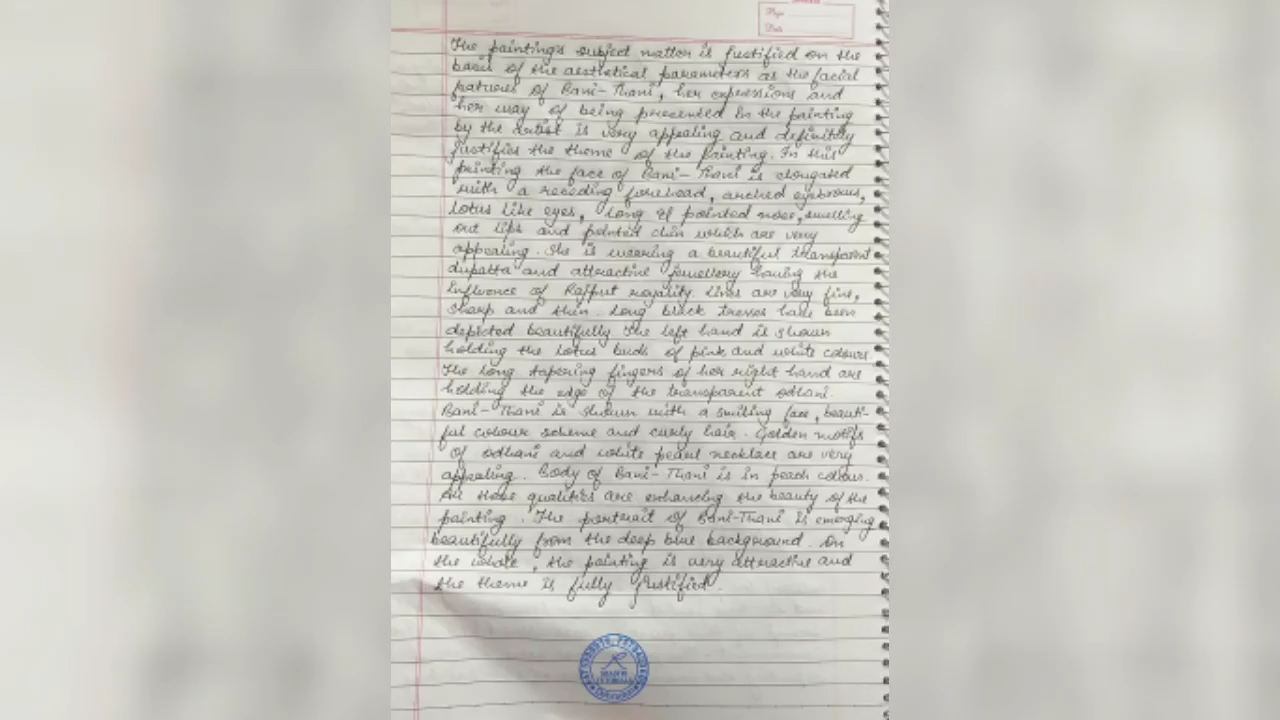 Page
Date
The painting's subject matter is justified on the
basis of the aesthetical parameters as the facial
features of Bani-Thani, her expressions and
her way of being presented in the painting
by the artist is very appealing and definitely
justifies the theme of the painting. In this
painting the face of Bani-Thani is elongated
with a receding forehead, arched eyebrows,
lotus like eyes, long & pointed nose, swelling
out lips and pointed chin which are very
appealing. She is wearing a beautiful transparent
dupatta and attractive jewellery having the
influence of Rajput royality. Lines are very fine,
sharp and thin. Long black tresses have been
depicted beautifully. The left hand is shown
holding the lotus buds of pink and white colours.
The long tapering fingers of her right hand are
holding the edge of the transparent odhani.
Bani-Thani is shown with a smiling face, beauti-
ful colour scheme and curly hair. Golden motifs
of odhani and white pearl necklace are very
appealing. Body of Bani-Thani is in peach colour.
All these qualities are enhancing the beauty of the
painting. The portrait of Bani-Thani is emerging
beautifully from the deep blue background. On
the whole, the painting is very attractive and
the theme is fully justified.